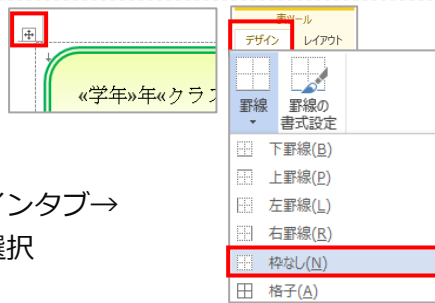 表ツール
デザイン レイアウト
«学年»年«クラス
罫線 罫線の
書式設定
下罫線(B)
上罫線(P)
左罫線(L)
右罫線(R)
枠なし(N)
格子(A)
インタブ→
選択